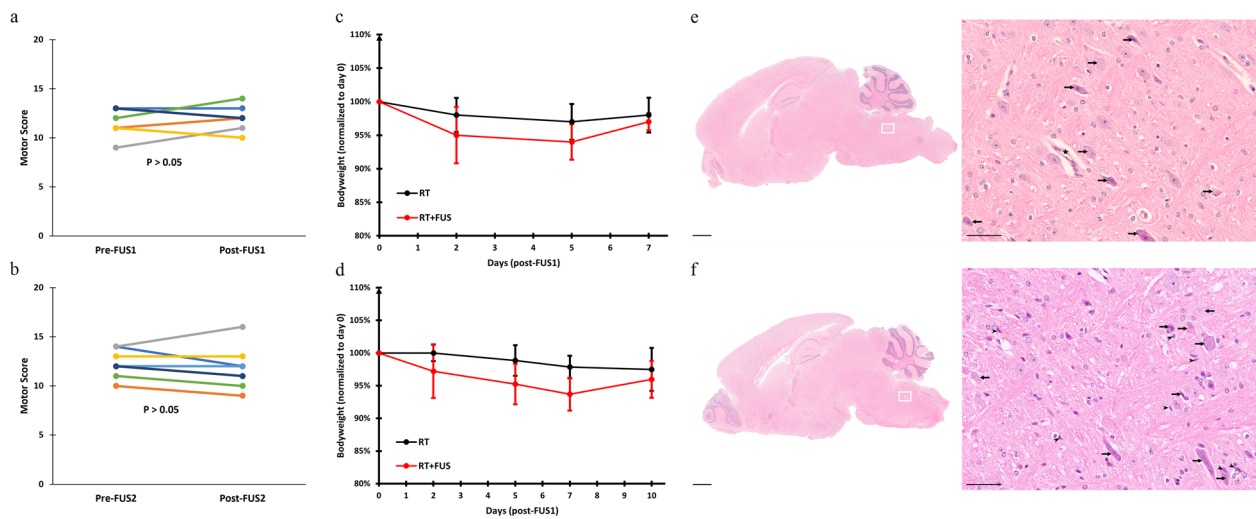 a
20
15
10
5
0
Motor Score
P > 0.05
Pre-FUS1
Post-FUS1
b
20
15
10
5
0
Motor Score
P > 0.05
Pre-FUS2
Post-FUS2
c
110%
105%
100%
95%
90%
85%
80%
Bodyweight (normalized to day 0)
RT
RT+FUS
0 1 2 3 4 5 6 7
Days (post-FUS1)
d
110%
105%
100%
95%
90%
85%
80%
Bodyweight (normalized to day 0)
RT
RT+FUS
0 1 2 3 4 5 6 7 8 9 10
Days (post-FUS1)
e
f